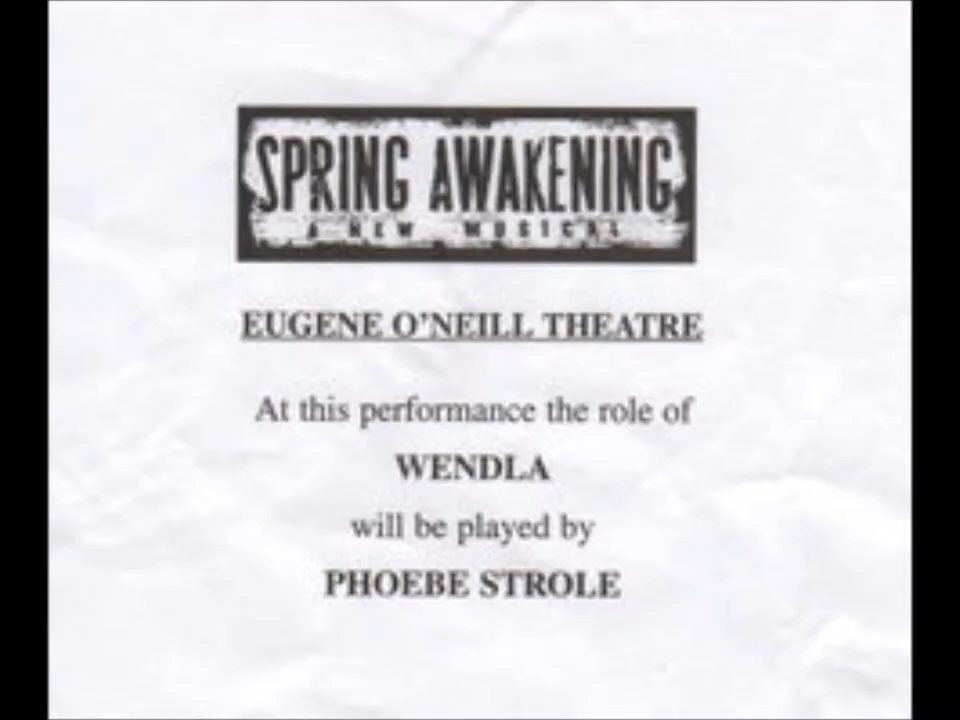 SPRING AWAKENING
A NEW MUSICAL
EUGENE O'NEILL THEATRE
At this performance the role of
WENDLA
will be played by
PHOEBE STROLE